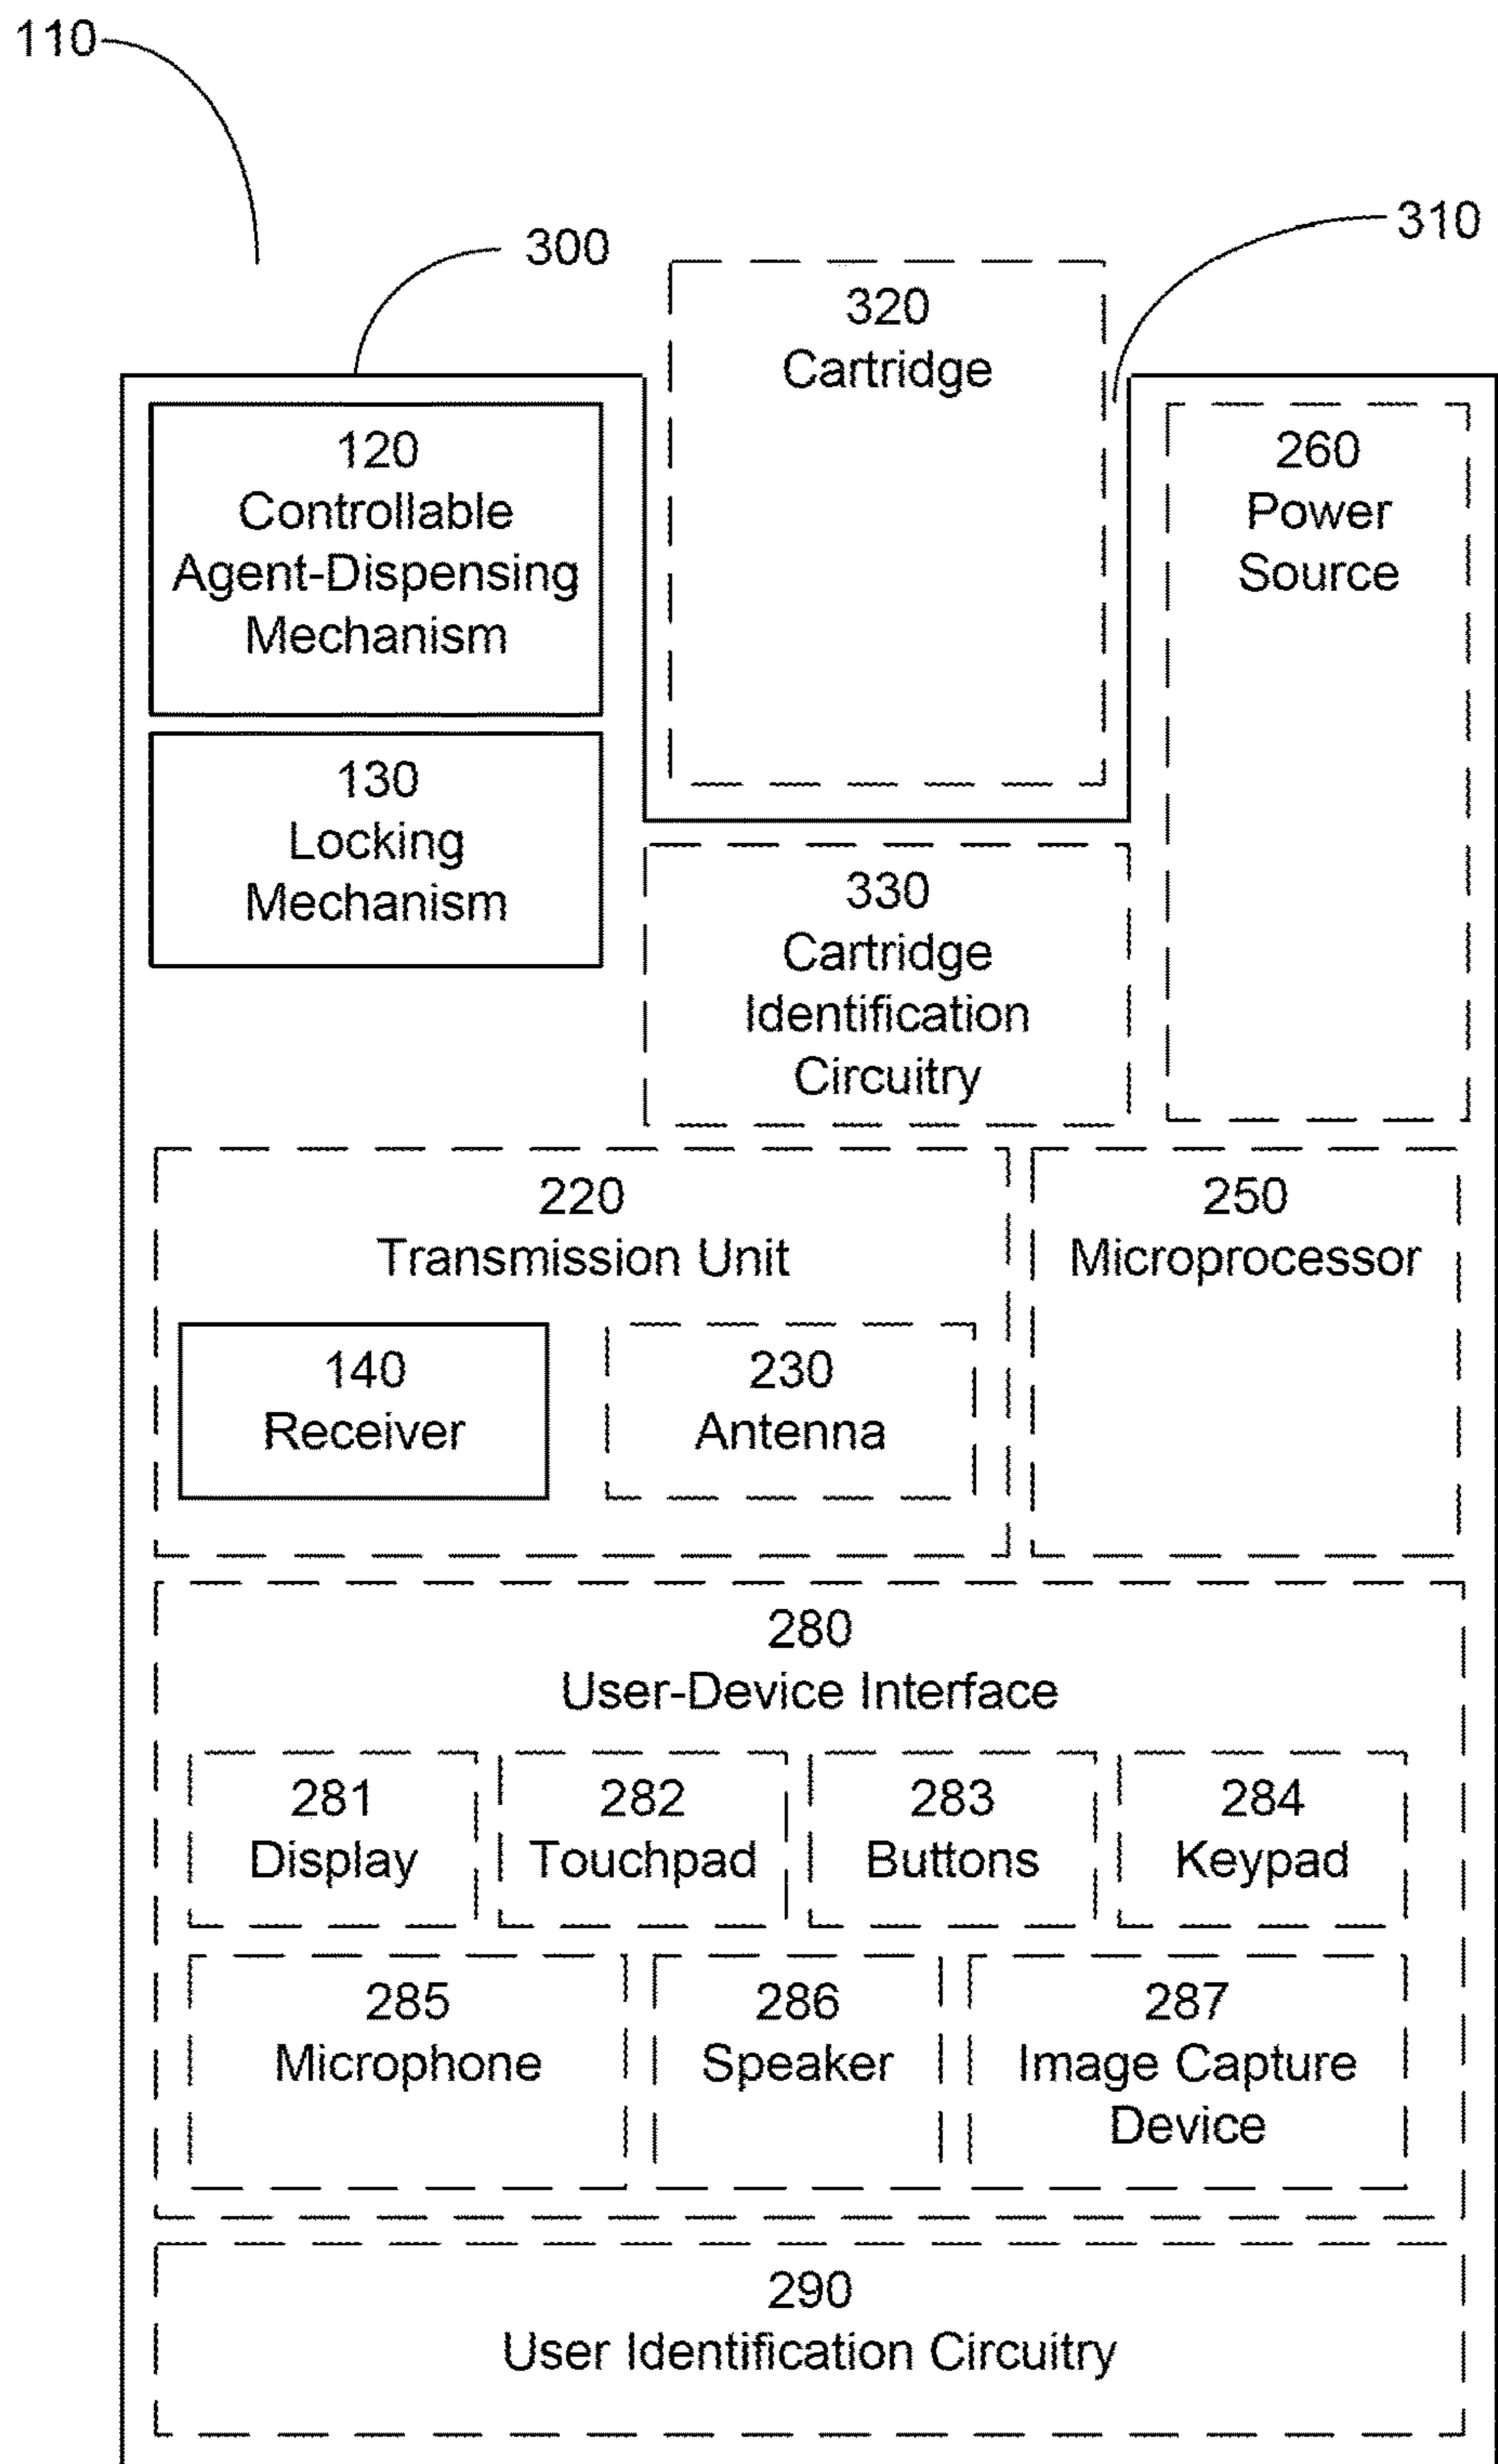 110
300
310
320
Cartridge
120
Controllable
Agent-Dispensing
Mechanism
260
Power
Source
130
Locking
Mechanism
330
Cartridge
Identification
Circuitry
220
Transmission Unit
250
Microprocessor
140
Receiver
230
Antenna
280
User-Device Interface
281
Display
282
Touchpad
283
Buttons
284
Keypad
285
Microphone
286
Speaker
287
Image Capture
Device
290
User Identification Circuitry